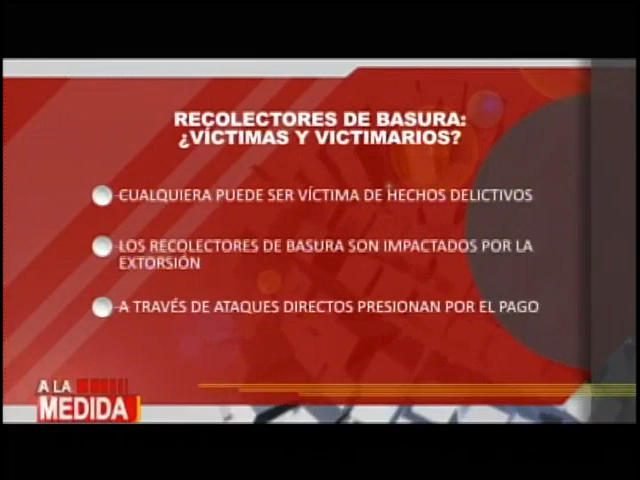 RECOLECTORES DE BASURA:
¿VÍCTIMAS Y VICTIMARIOS?
CUALQUIERA PUEDE SER VÍCTIMA DE HECHOS DELICTIVOS
LOS RECOLECTORES DE BASURA SON IMPACTADOS POR LA
EXTORSIÓN
A TRAVÉS DE ATAQUES DIRECTOS PRESIONAN POR EL PAGO
A LA
MEDIDA